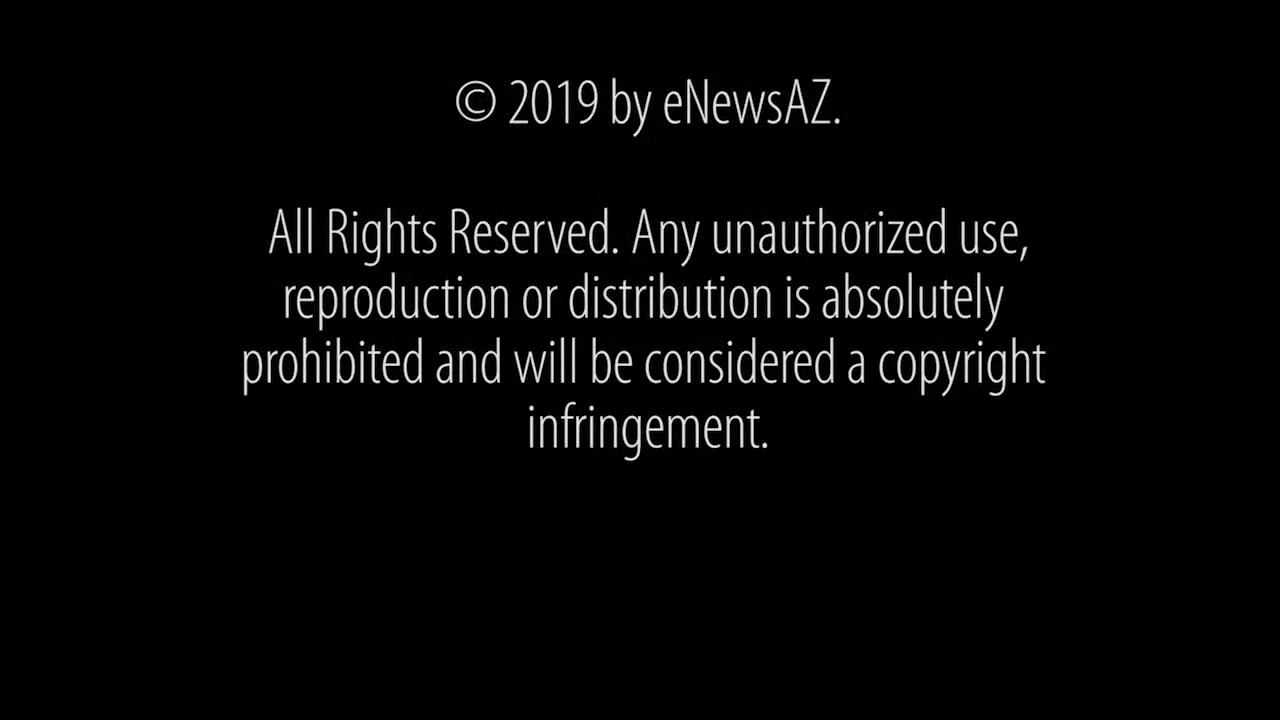 © 2019 by eNewsAZ.
All Rights Reserved. Any unauthorized use,
reproduction or distribution is absolutely
prohibited and will be considered a copyright
infringement.